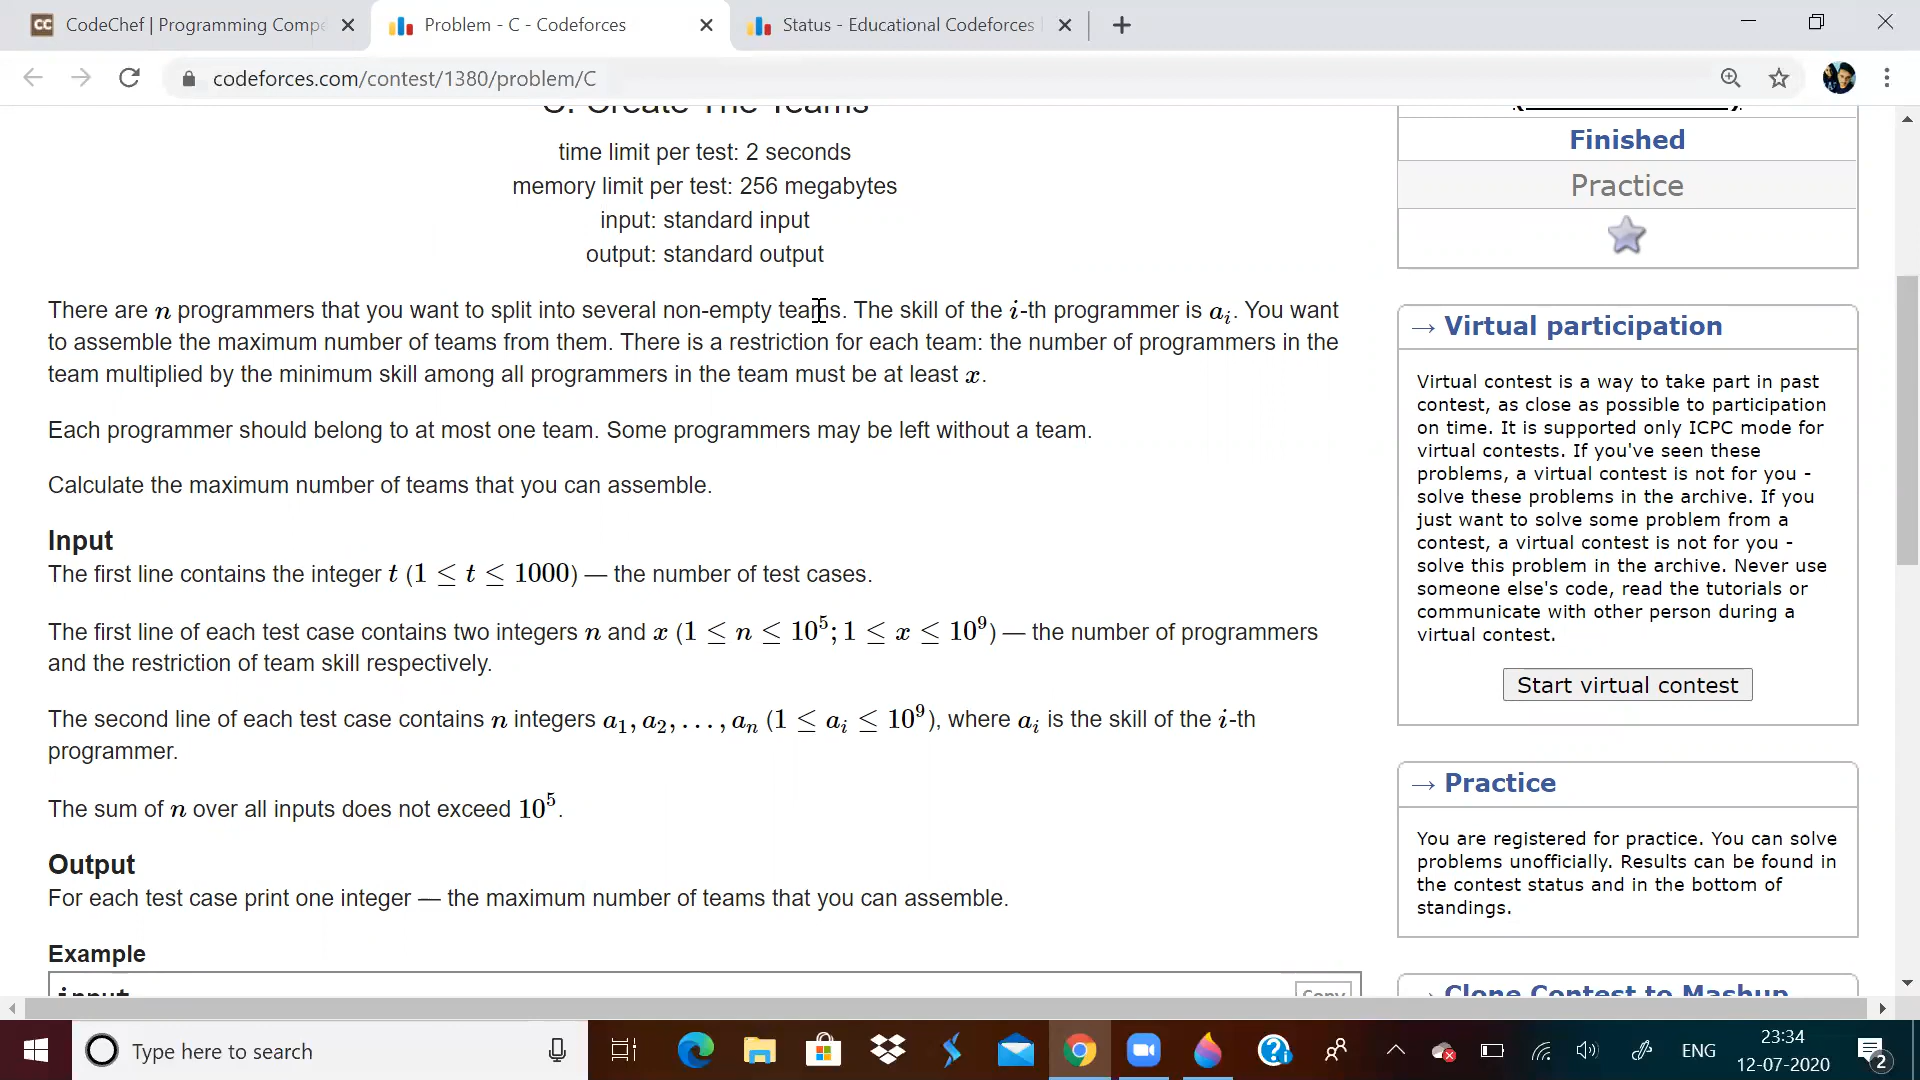 CodeChef | Programming Compe
Problem - C - Codeforces
Status - Educational Codeforces
codeforces.com/contest/1380/problem/C
C. Create The Teams
time limit per test: 2 seconds
memory limit per test: 256 megabytes
input: standard input
output: standard output
There are n programmers that you want to split into several non-empty teams. The skill of the i-th programmer is a_i. You want
to assemble the maximum number of teams from them. There is a restriction for each team: the number of programmers in the
team multiplied by the minimum skill among all programmers in the team must be at least x.
Each programmer should belong to at most one team. Some programmers may be left without a team.
Calculate the maximum number of teams that you can assemble.
Input
The first line contains the integer t (1 ≤ t ≤ 1000) — the number of test cases.
The first line of each test case contains two integers n and x (1 ≤ n ≤ 10^5; 1 ≤ x ≤ 10^9) — the number of programmers
and the restriction of team skill respectively.
The second line of each test case contains n integers a_1, a_2, ..., a_n (1 ≤ a_i ≤ 10^9), where a_i is the skill of the i-th
programmer.
The sum of n over all inputs does not exceed 10^5.
Output
For each test case print one integer — the maximum number of teams that you can assemble.
Example
input
Copy
Finished
Practice
→ Virtual participation
Virtual contest is a way to take part in past
contest, as close as possible to participation
on time. It is supported only ICPC mode for
virtual contests. If you've seen these
problems, a virtual contest is not for you -
solve these problems in the archive. If you
just want to solve some problem from a
contest, a virtual contest is not for you -
solve this problem in the archive. Never use
someone else's code, read the tutorials or
communicate with other person during a
virtual contest.
Start virtual contest
→ Practice
You are registered for practice. You can solve
problems unofficially. Results can be found in
the contest status and in the bottom of
standings.
→ Clone Contest to Mashup
Type here to search
ENG
23:34
12-07-2020
2